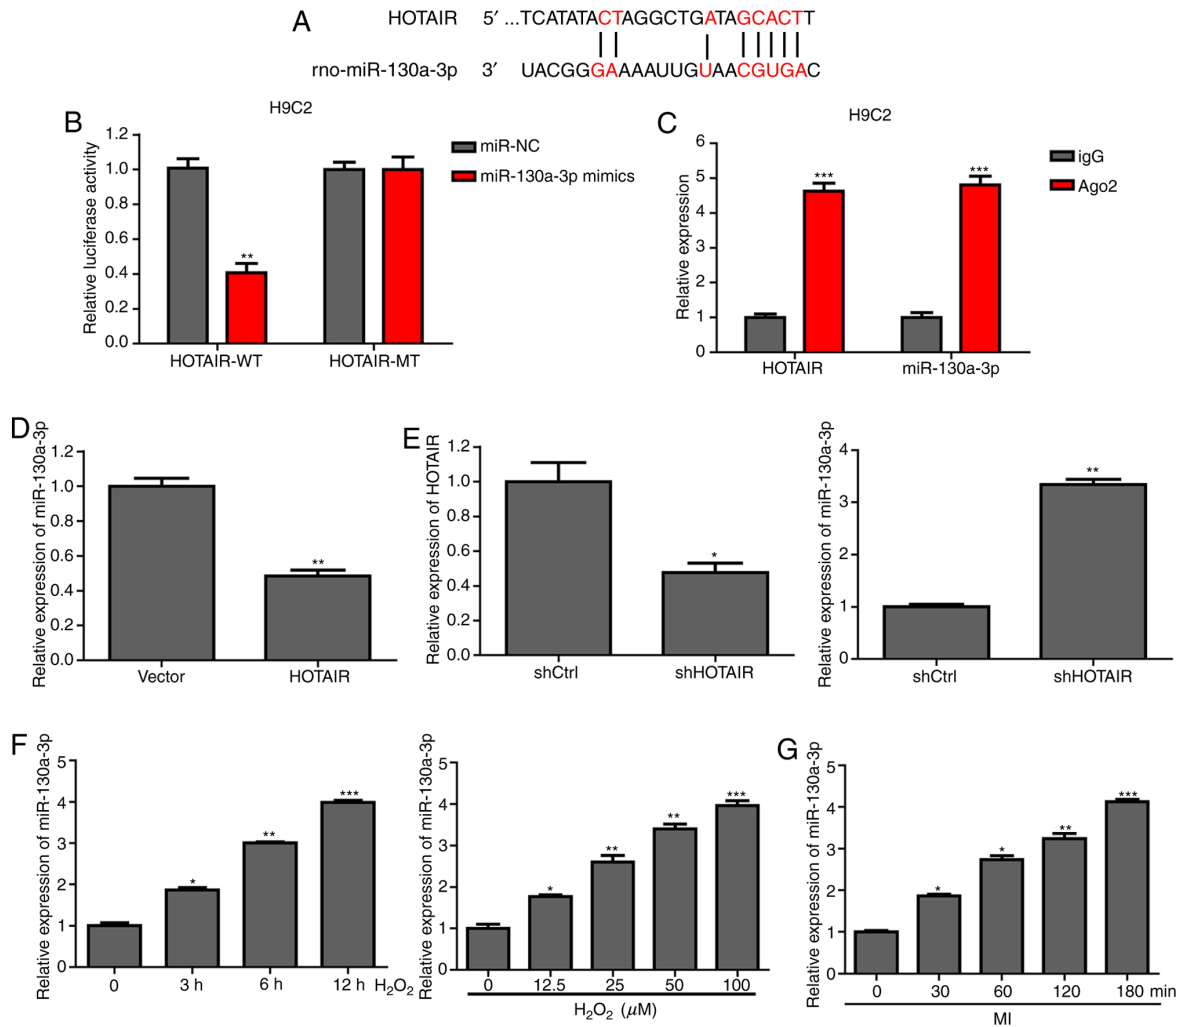 A
HOTAIR 5′ ...TCATATACTAGGCTGATAGCACTT
rno-miR-130a-3p 3′ UACGGGAAAAUUGUAACGUGAC
B
H9C2
Relative luciferase activity
1.2
1.0
0.8
0.6
0.4
0.2
0.0
**
HOTAIR-WT HOTAIR-MT
miR-NC
miR-130a-3p mimics
C
H9C2
Relative expression
6
5
4
3
2
1
0
*** ***
HOTAIR miR-130a-3p
igG
Ago2
D
Relative expression of miR-130a-3p
1.2
1.0
0.8
0.6
0.4
0.2
0.0
**
Vector HOTAIR
E
Relative expression of HOTAIR
1.2
1.0
0.8
0.6
0.4
0.2
0.0
*
shCtrl shHOTAIR
Relative expression of miR-130a-3p
4
3
2
1
0
**
shCtrl shHOTAIR
F
Relative expression of miR-130a-3p
5
4
3
2
1
0
* ** ***
0 3 h 6 h 12 h H₂O₂
Relative expression of miR-130a-3p
5
4
3
2
1
0
* ** ** ***
0 12.5 25 50 100
H₂O₂ (μM)
G
Relative expression of miR-130a-3p
5
4
3
2
1
0
* * ** ***
0 30 60 120 180 min
MI